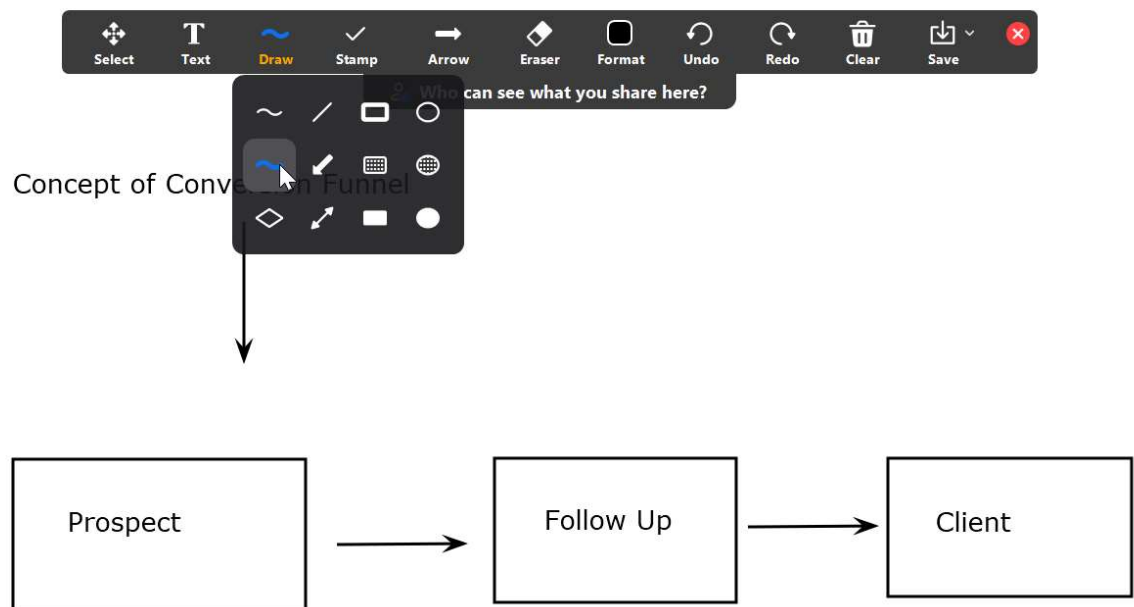 Select Text Draw Stamp Arrow Eraser Format Undo Redo Clear Save
Who can see what you share here?
Concept of Conversion Funnel
Prospect
Follow Up
Client